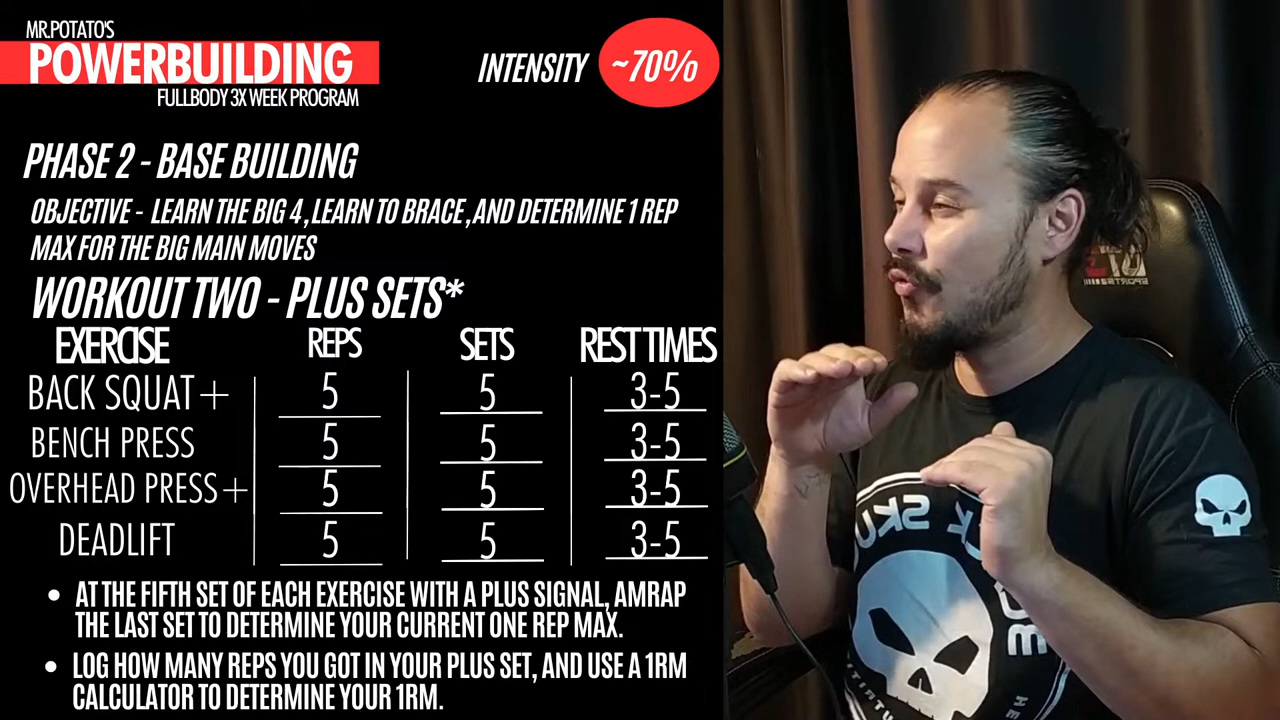 MR.POTATO'S
POWERBUILDING
FULLBODY 3X WEEK PROGRAM
INTENSITY ~70%
PHASE 2 - BASE BUILDING
OBJECTIVE - LEARN THE BIG 4, LEARN TO BRACE, AND DETERMINE 1 REP
MAX FOR THE BIG MAIN MOVES
WORKOUT TWO - PLUS SETS*
EXERCISE REPS SETS REST TIMES
BACK SQUAT+ 5 5 3-5
BENCH PRESS 5 5 3-5
OVERHEAD PRESS+ 5 5 3-5
DEADLIFT 5 5 3-5
• AT THE FIFTH SET OF EACH EXERCISE WITH A PLUS SIGNAL, AMRAP
THE LAST SET TO DETERMINE YOUR CURRENT ONE REP MAX.
• LOG HOW MANY REPS YOU GOT IN YOUR PLUS SET, AND USE A 1RM
CALCULATOR TO DETERMINE YOUR 1RM.